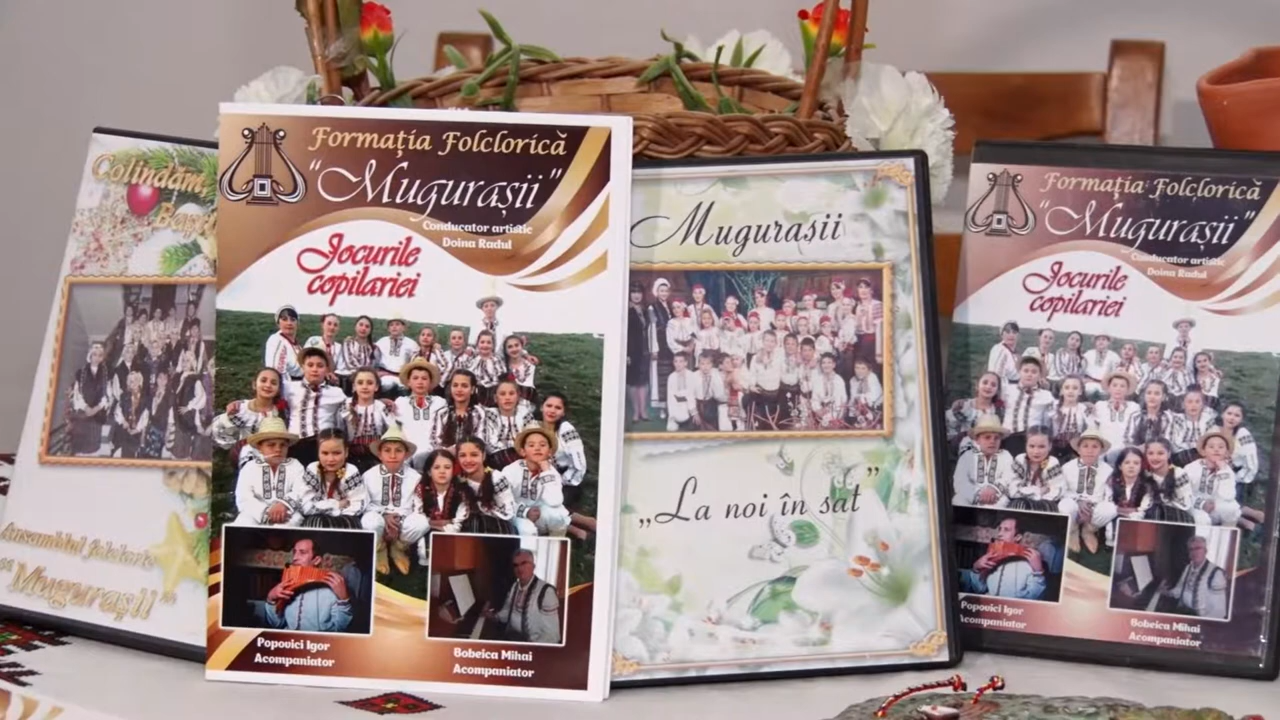 Colindăm,
Formația Folclorică
“Mugurașii”
Conducator artistic
Doina Radul
Jocurile
copilariei
Popovici Igor
Acompaniator
Bobeica Mihai
Acompaniator
Ansamblul folcloric
“Mugurașii”
Mugurașii
„La noi în sat”
Formația Folclorică
“Mugurașii”
Conducator artistic
Doina Radul
Jocurile
copilariei
Popovici Igor
Acompaniator
Bobeica Mihai
Acompaniator